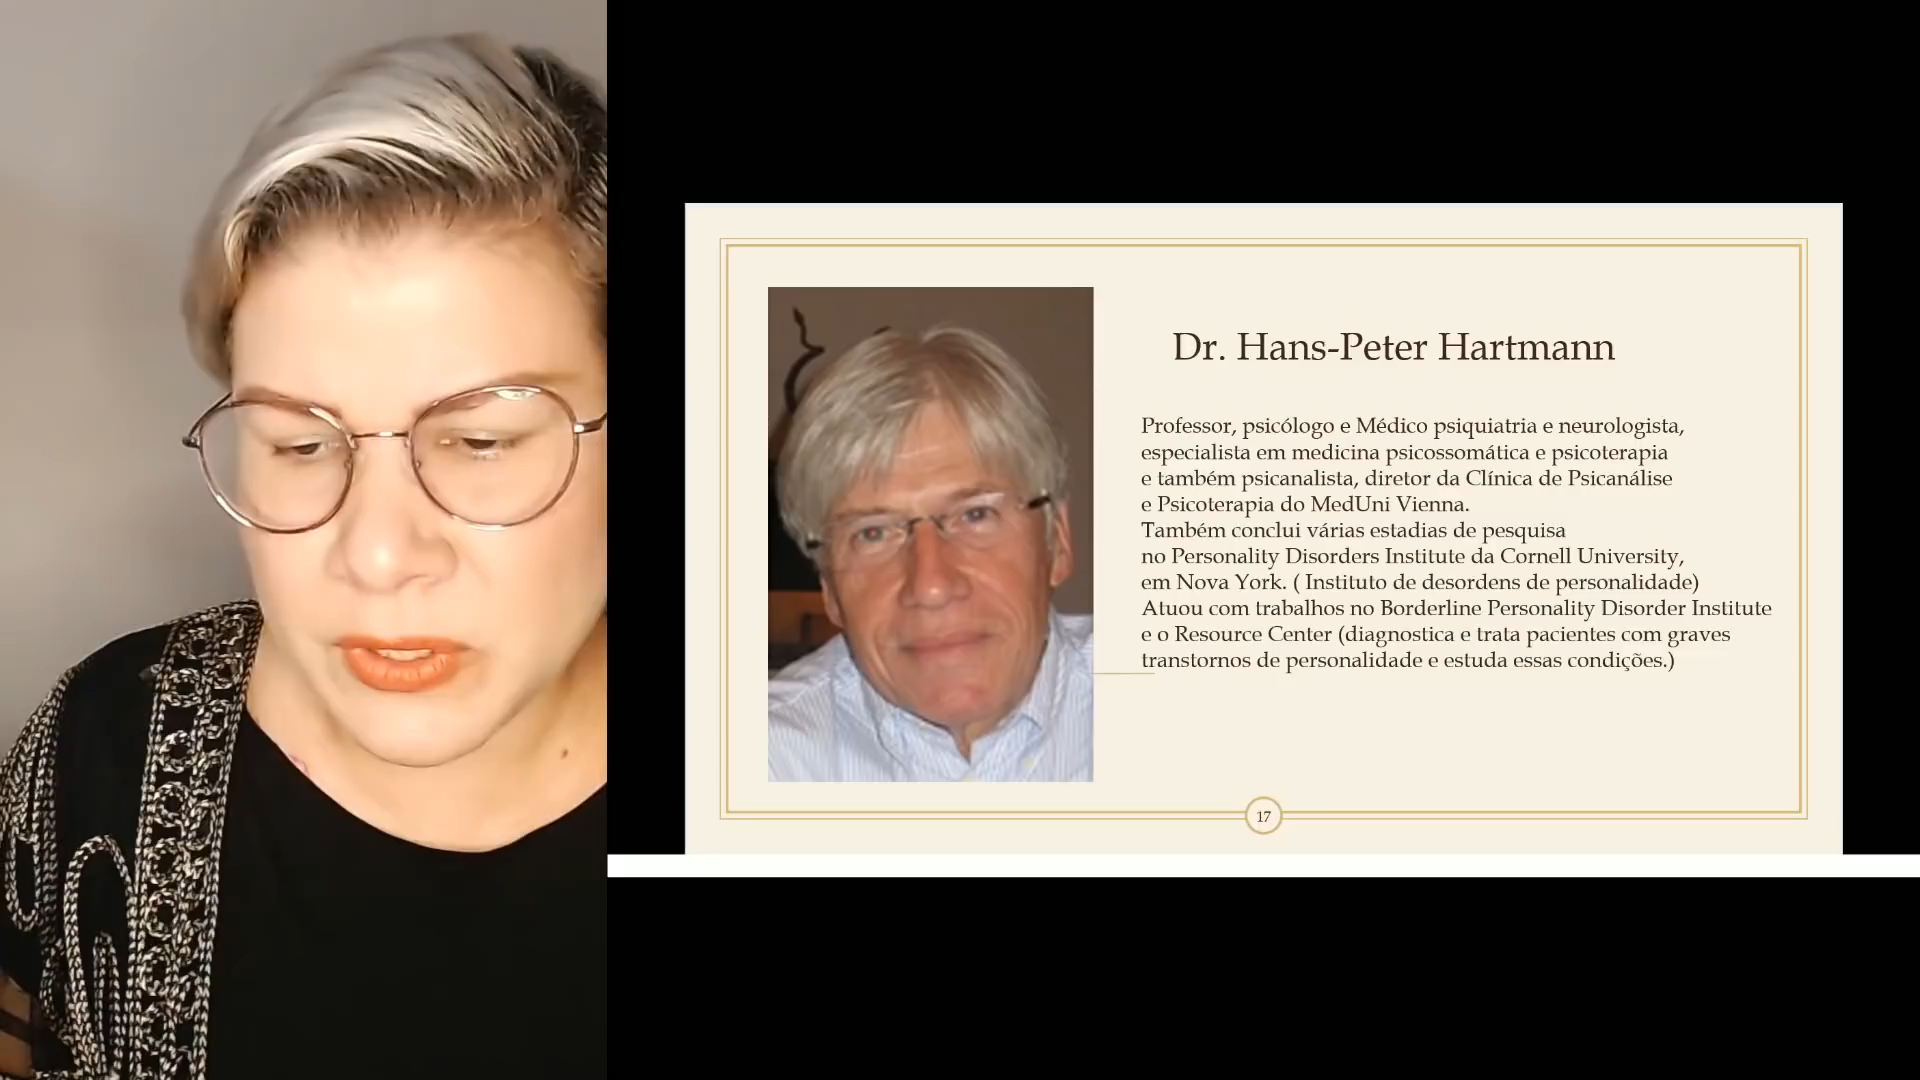 Dr. Hans-Peter Hartmann
Professor, psicólogo e Médico psiquiatria e neurologista,
especialista em medicina psicossomática e psicoterapia
e também psicanalista, diretor da Clínica de Psicanálise
e Psicoterapia do MedUni Vienna.
Também conclui várias estadias de pesquisa
no Personality Disorders Institute da Cornell University,
em Nova York. ( Instituto de desordens de personalidade)
Atuou com trabalhos no Borderline Personality Disorder Institute
e o Resource Center (diagnostica e trata pacientes com graves
transtornos de personalidade e estuda essas condições.)
17